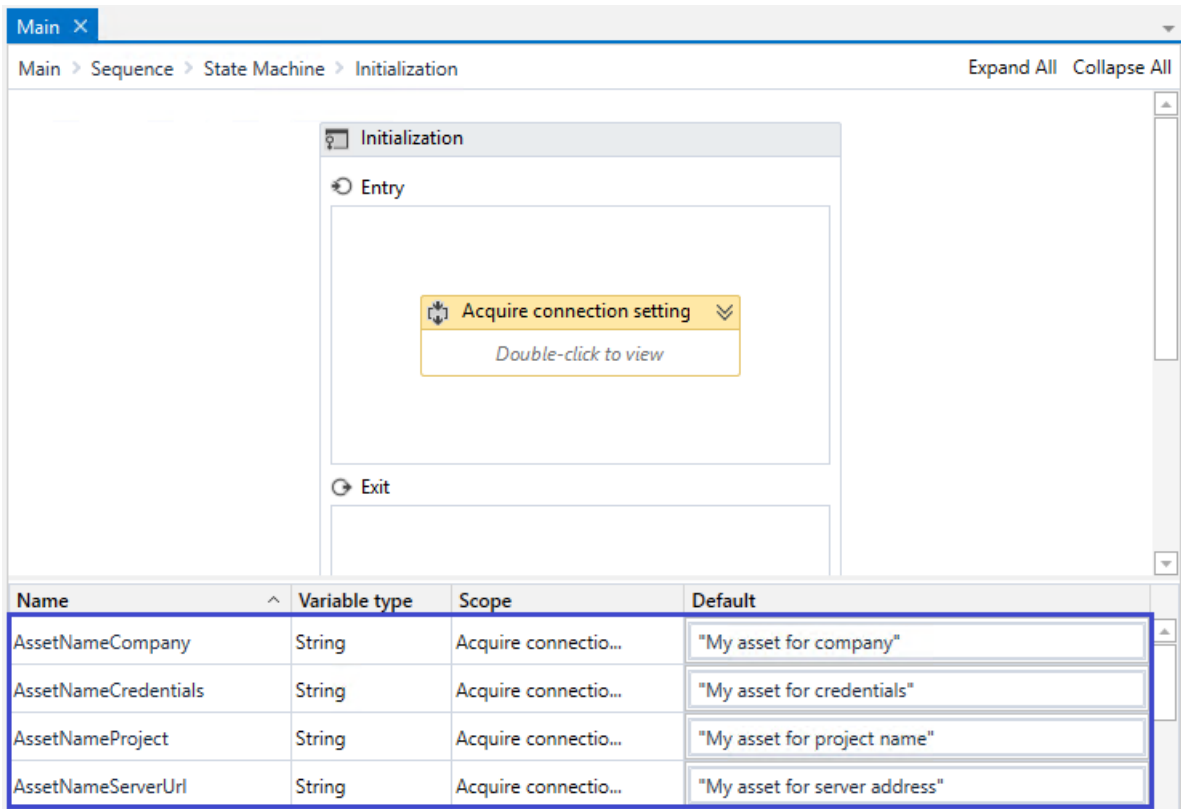 Main
Main > Sequence > State Machine > Initialization Expand All Collapse All
Initialization
Entry
Acquire connection setting
Double-click to view
Exit
Name Variable type Scope Default
AssetNameCompany String Acquire connectio... "My asset for company"
AssetNameCredentials String Acquire connectio... "My asset for credentials"
AssetNameProject String Acquire connectio... "My asset for project name"
AssetNameServerUrl String Acquire connectio... "My asset for server address"